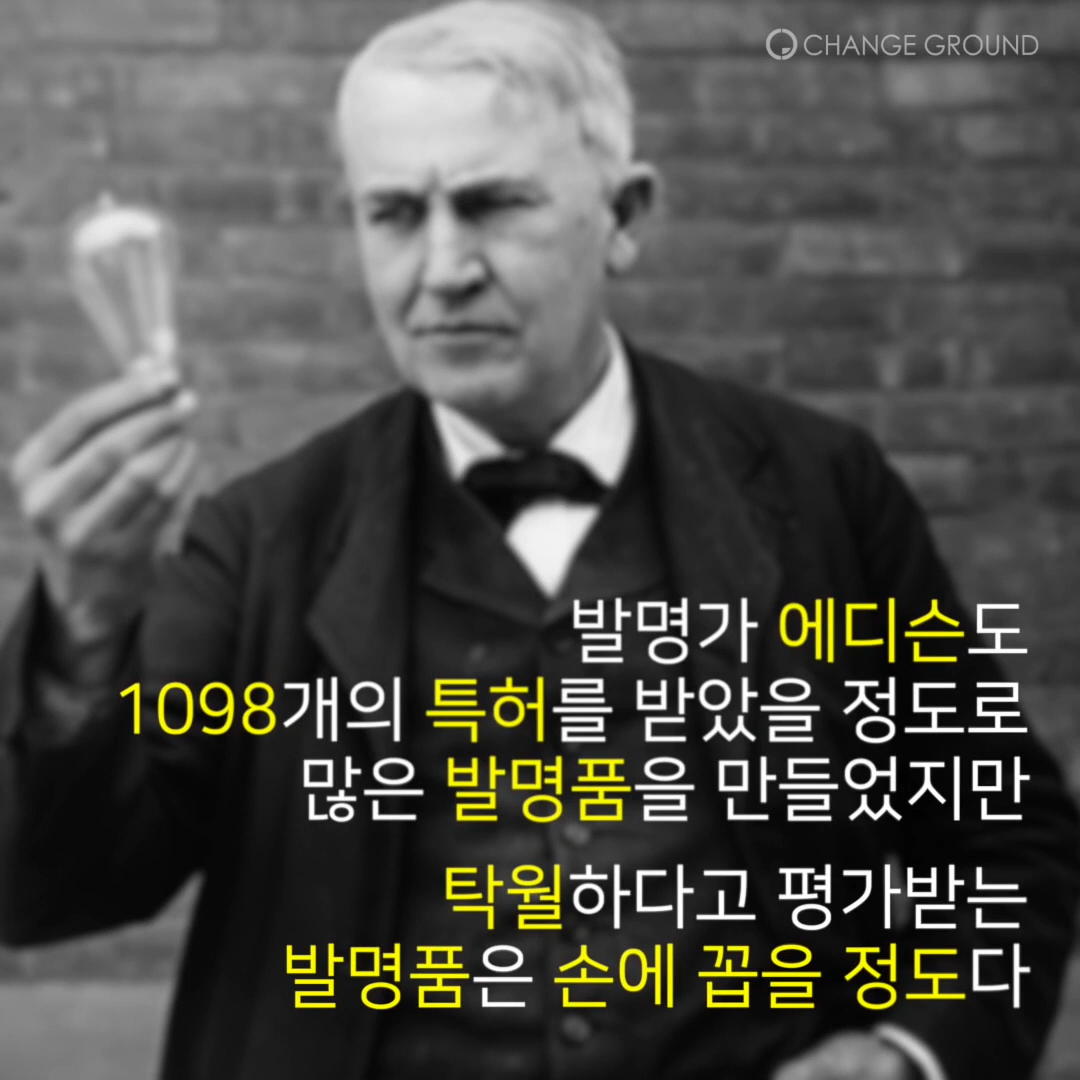 CHANGE GROUND
발명가 에디슨도
1098개의 특허를 받았을 정도로
많은 발명품을 만들었지만
탁월하다고 평가받는
발명품은 손에 꼽을 정도다